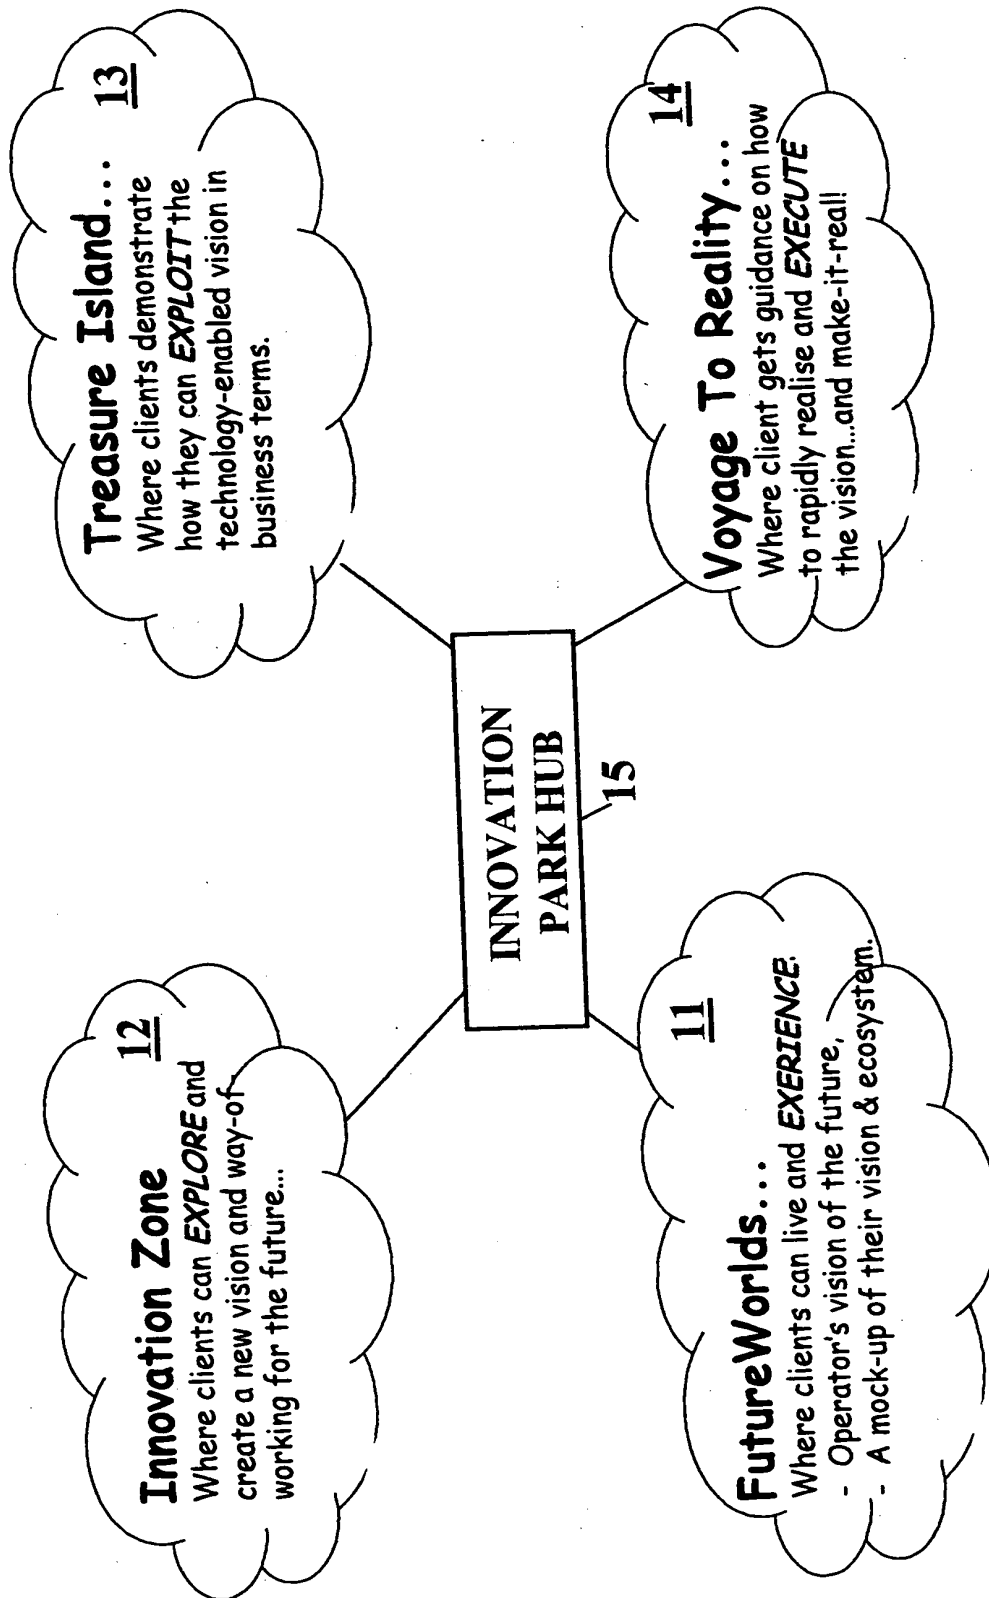 Innovation Zone
12
Where clients can EXPLORE and
create a new vision and way-of-
working for the future...
Treasure Island...
13
Where clients demonstrate
how they can EXPLOIT the
technology-enabled vision in
business terms.
INNOVATION
PARK HUB
15
FutureWorlds...
11
Where clients can live and EXERIENCE:
- Operator's vision of the future,
- A mock-up of their vision & ecosystem.
Voyage To Reality...
14
Where client gets guidance on how
to rapidly realise and EXECUTE
the vision...and make-it-real!